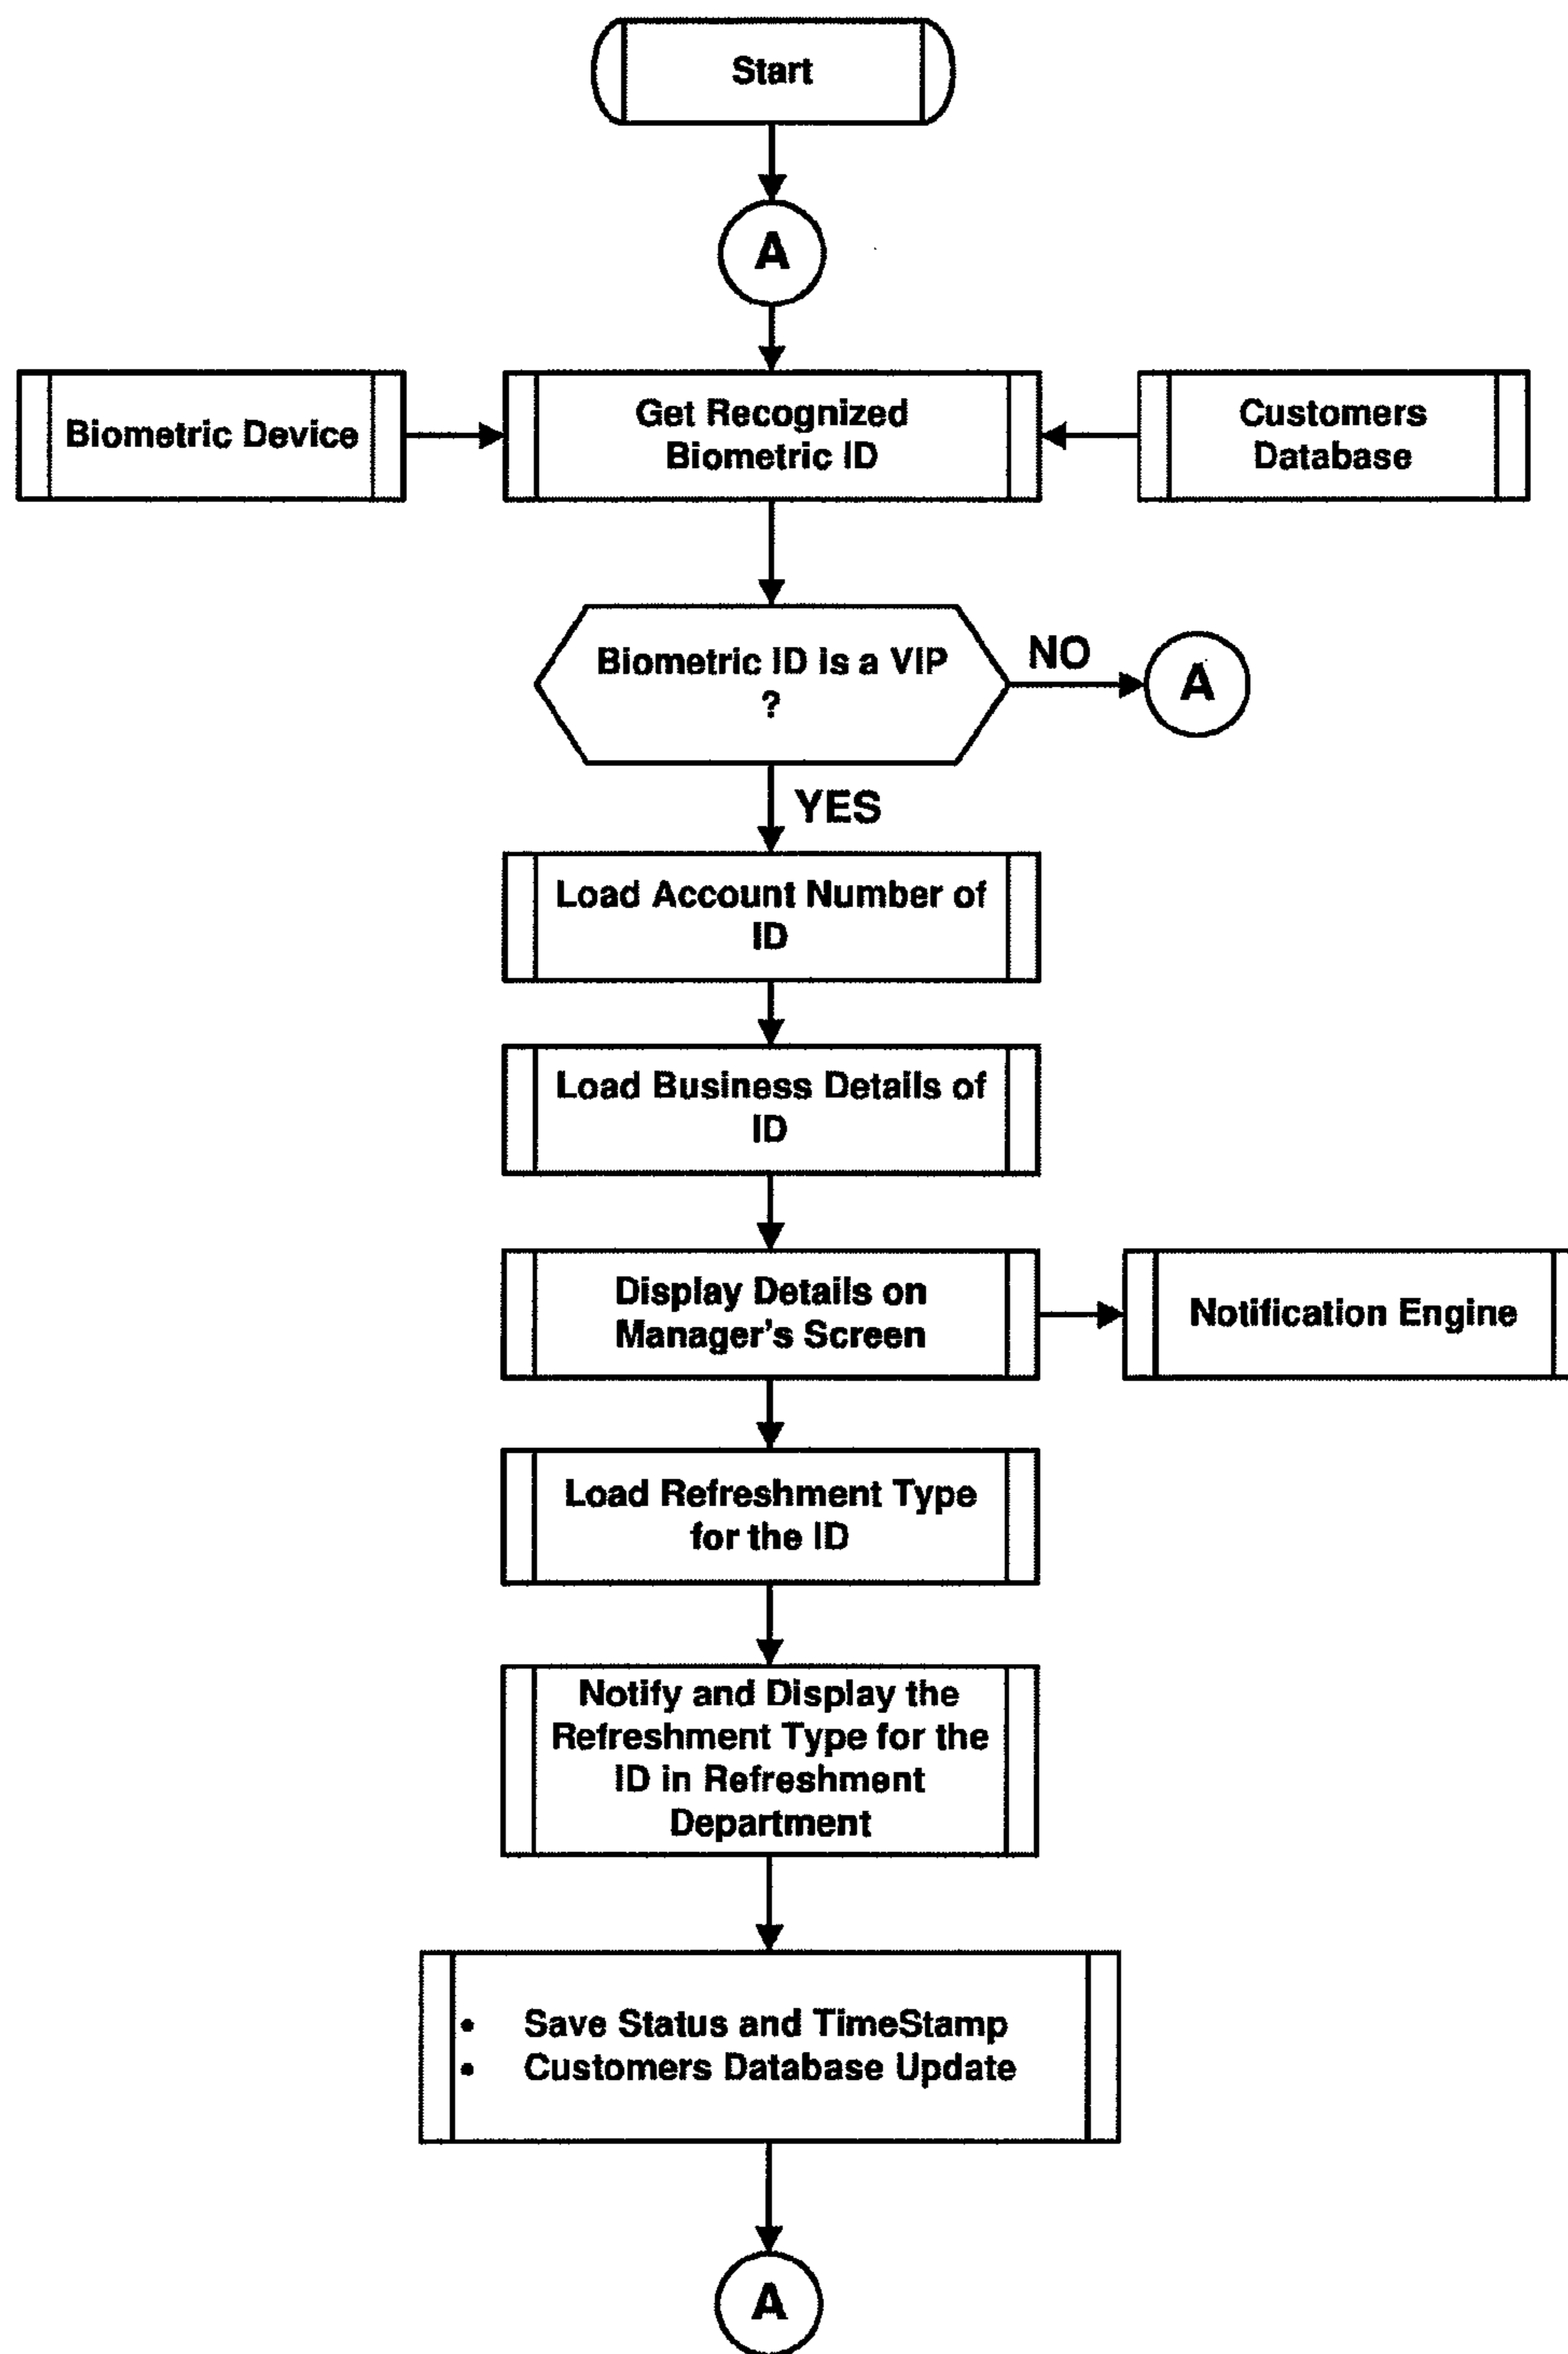 Start
A
Biometric Device
Get Recognized
Biometric ID
Customers
Database
Biometric ID is a VIP
?
NO
A
YES
Load Account Number of
ID
Load Business Details of
ID
Display Details on
Manager's Screen
Notification Engine
Load Refreshment Type
for the ID
Notify and Display the
Refreshment Type for the
ID in Refreshment
Department
• Save Status and TimeStamp
• Customers Database Update
A